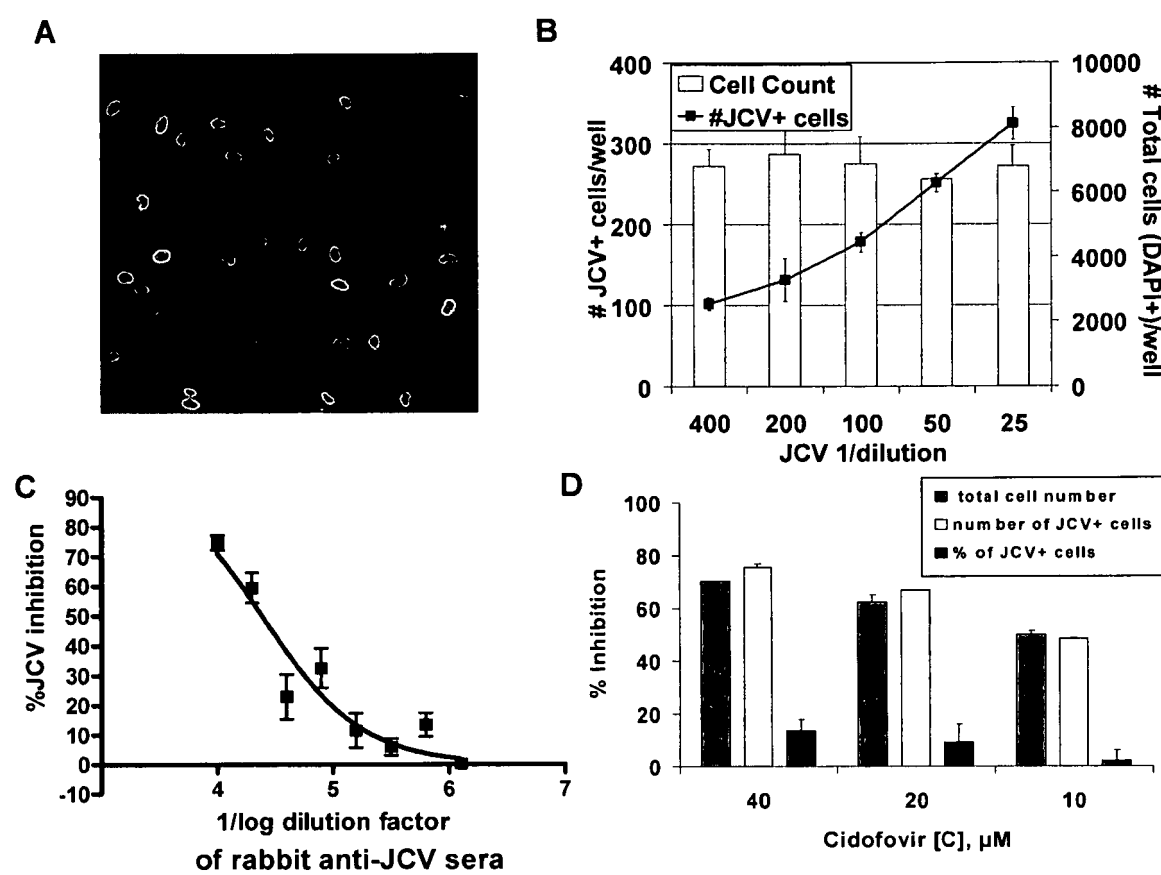 A
B
400
300
200
100
0
# JCV+ cells/well
Cell Count
#JCV+ cells
10000
8000
6000
4000
2000
0
# Total cells (DAPI+)/well
400 200 100 50 25
JCV 1/dilution
C
90
80
70
60
50
40
30
20
10
0
-10
%JCV inhibition
4 5 6 7
1/log dilution factor
of rabbit anti-JCV sera
D
total cell number
number of JCV+ cells
% of JCV+ cells
100
80
60
40
20
0
% Inhibition
40 20 10
Cidofovir [C], µM